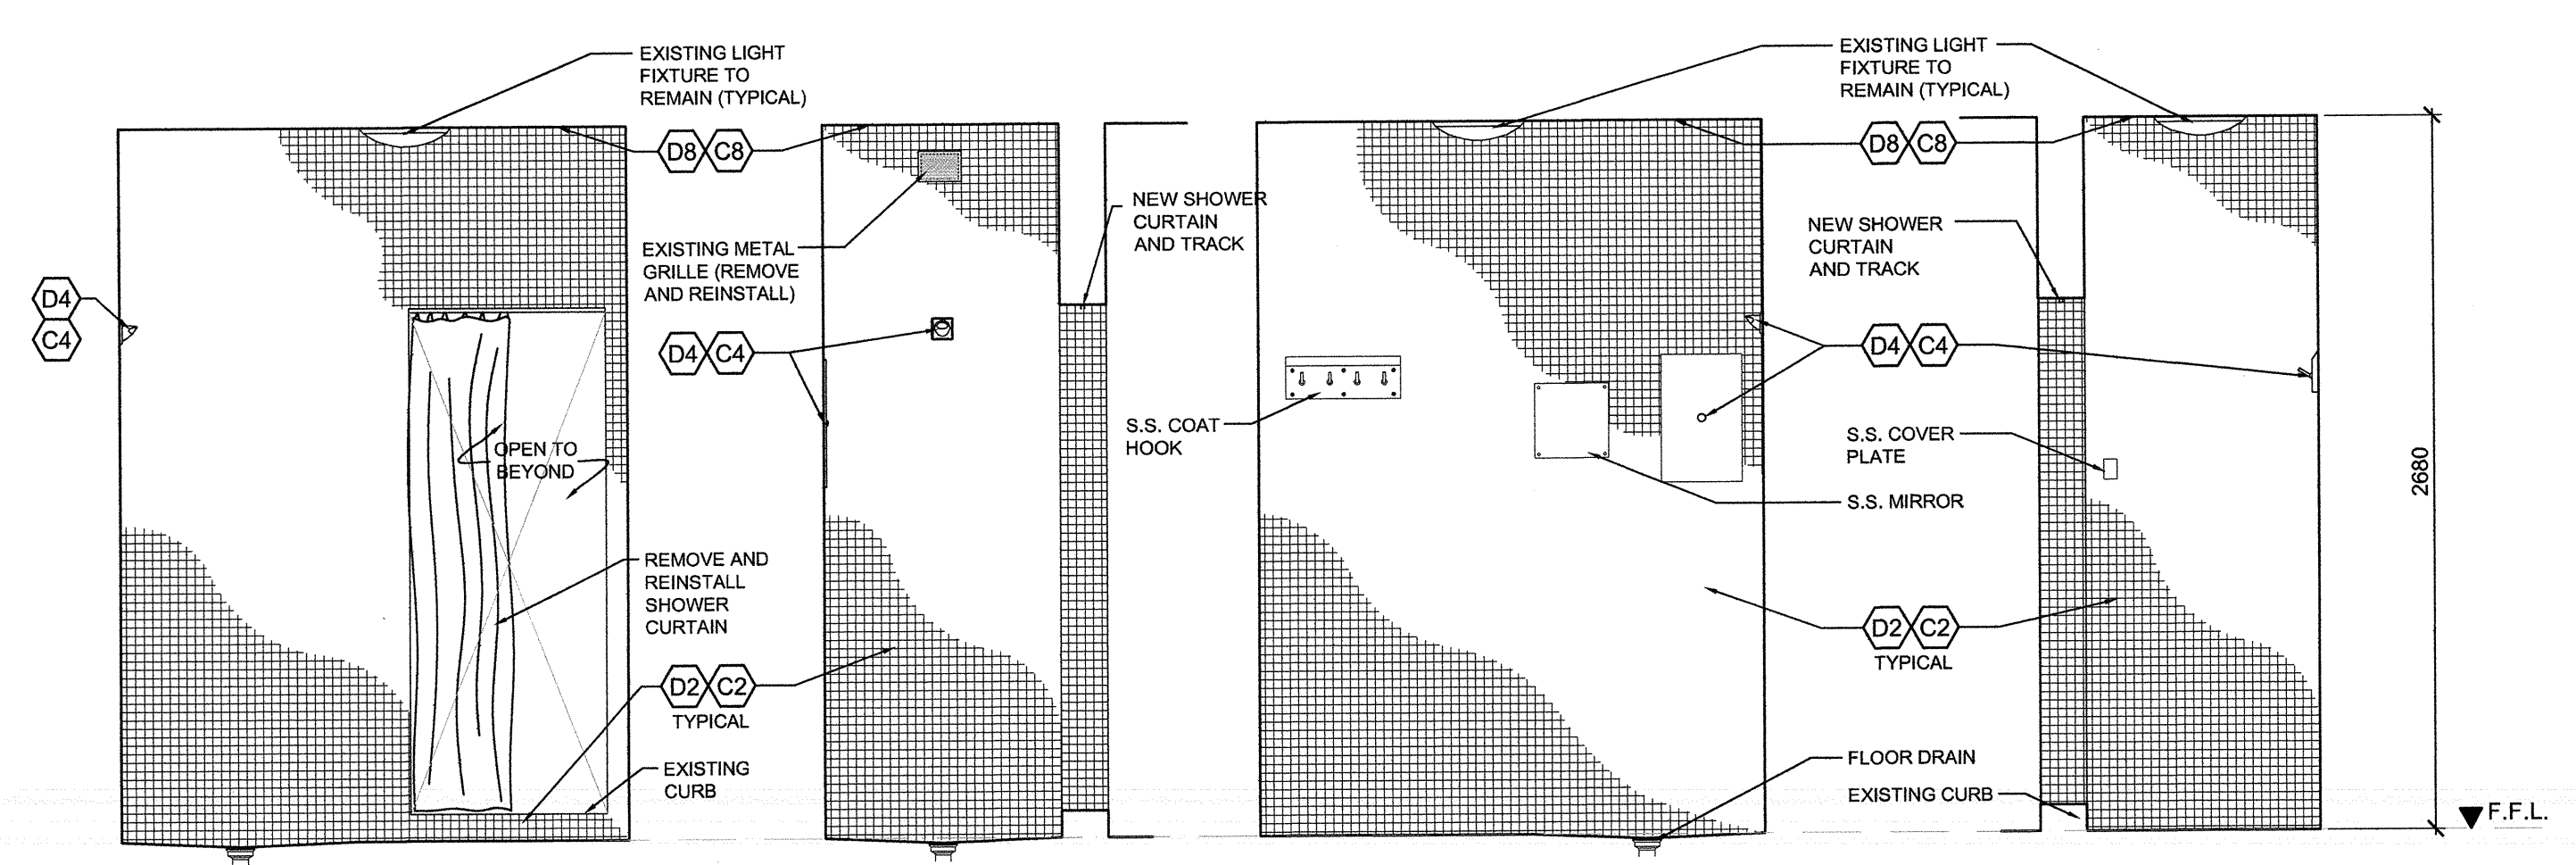 EXISTING LIGHT
FIXTURE TO
REMAIN (TYPICAL)
D8 C8
EXISTING METAL
GRILLE (REMOVE
AND REINSTALL)
D4
C4
D4 C4
OPEN TO
BEYOND
REMOVE AND
REINSTALL
SHOWER
CURTAIN
D2 C2
TYPICAL
EXISTING
CURB
NEW SHOWER
CURTAIN
AND TRACK
S.S. COAT
HOOK
EXISTING LIGHT
FIXTURE TO
REMAIN (TYPICAL)
D8 C8
NEW SHOWER
CURTAIN
AND TRACK
D4 C4
S.S. COVER
PLATE
S.S. MIRROR
D2 C2
TYPICAL
FLOOR DRAIN
EXISTING CURB
2680
F.F.L.